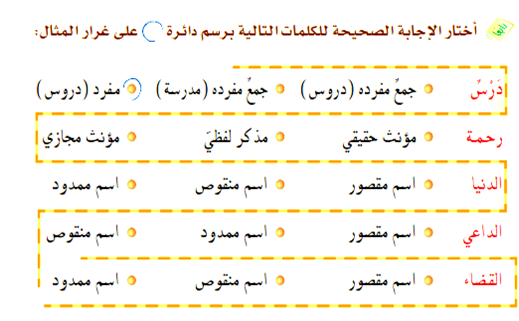 رابعا أختار الإجابة الصحيحة للكلمات التالية برسم دائرة على غرار المثال:
دَرْسٌ جمعٌ مفرده (دروس) جمعٌ مفرده (مدرسة) مفرد (دروس)
رحمة مؤنث حقيقي مذكر لفظيّ مؤنث مجازي
الدنيا اسم مقصور اسم منقوص اسم ممدود
الداعي اسم مقصور اسم ممدود اسم منقوص
القضاء اسم مقصور اسم منقوص اسم ممدود